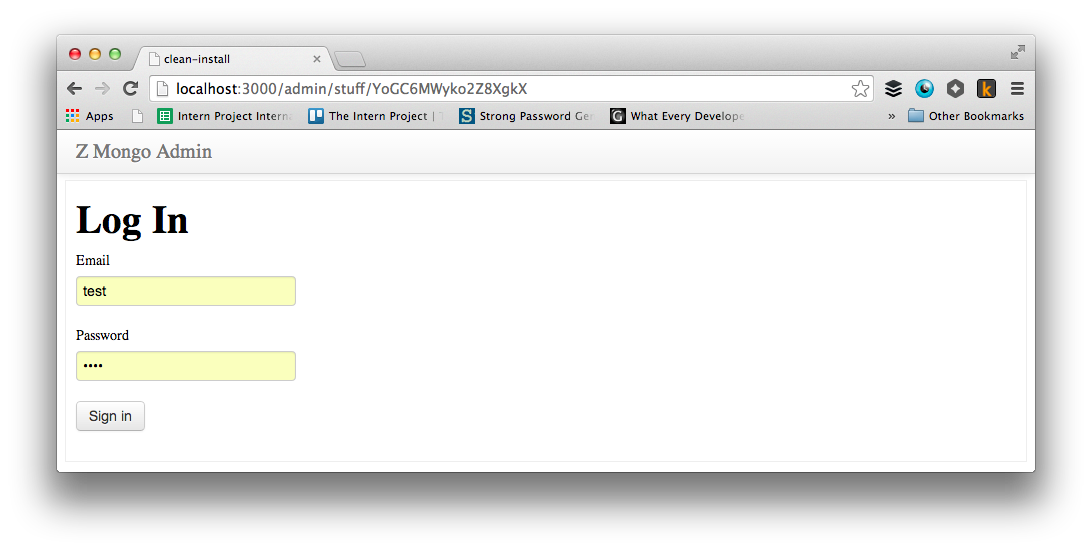 clean-install
localhost:3000/admin/stuff/YoGC6MWyko2Z8XgkX
Apps
Intern Project Intern
The Intern Project |
Strong Password Ger
What Every Develope
» Other Bookmarks
Z Mongo Admin
Log In
Email
test
Password
••••
Sign in